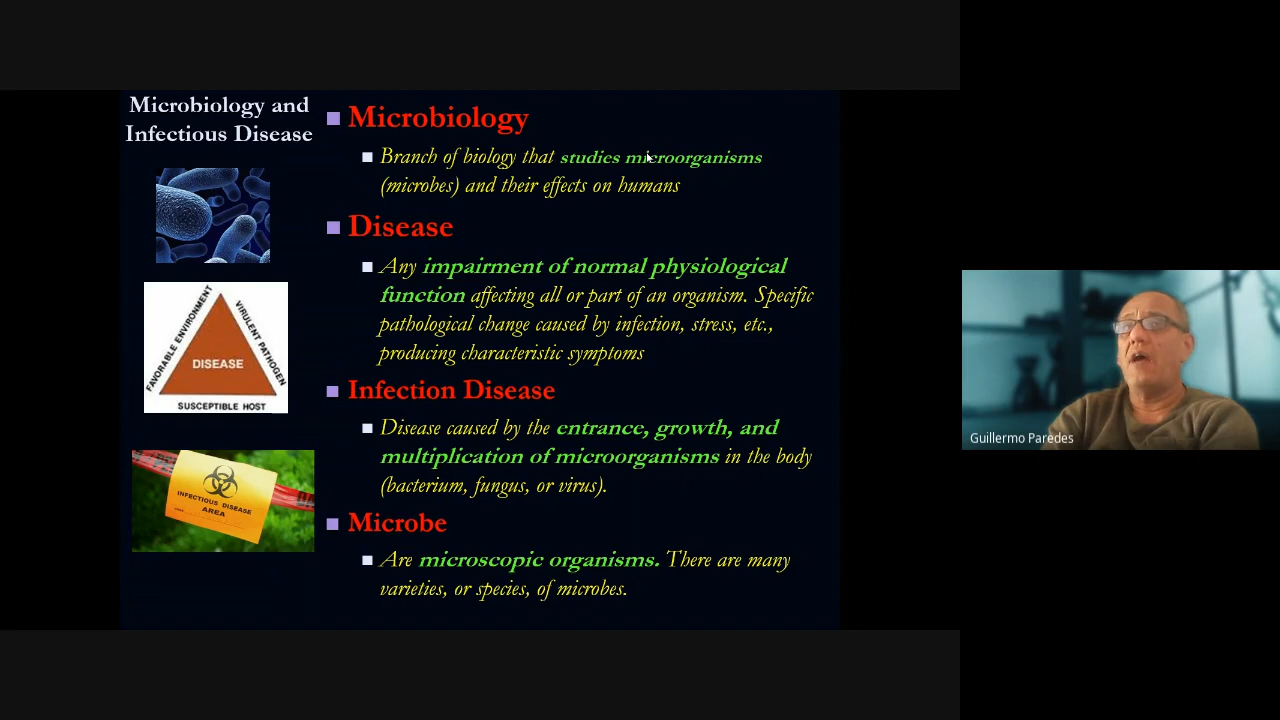 Microbiology and
Infectious Disease
Microbiology
Branch of biology that studies microorganisms
(microbes) and their effects on humans
Disease
Any impairment of normal physiological
function affecting all or part of an organism. Specific
pathological change caused by infection, stress, etc.,
producing characteristic symptoms
Infection Disease
Disease caused by the entrance, growth, and
multiplication of microorganisms in the body
(bacterium, fungus, or virus).
Microbe
Are microscopic organisms. There are many
varieties, or species, of microbes.
FAVORABLE ENVIRONMENT
VIRULENT PATHOGEN
DISEASE
SUSCEPTIBLE HOST
INFECTIOUS DISEASE
AREA
Guillermo Paredes